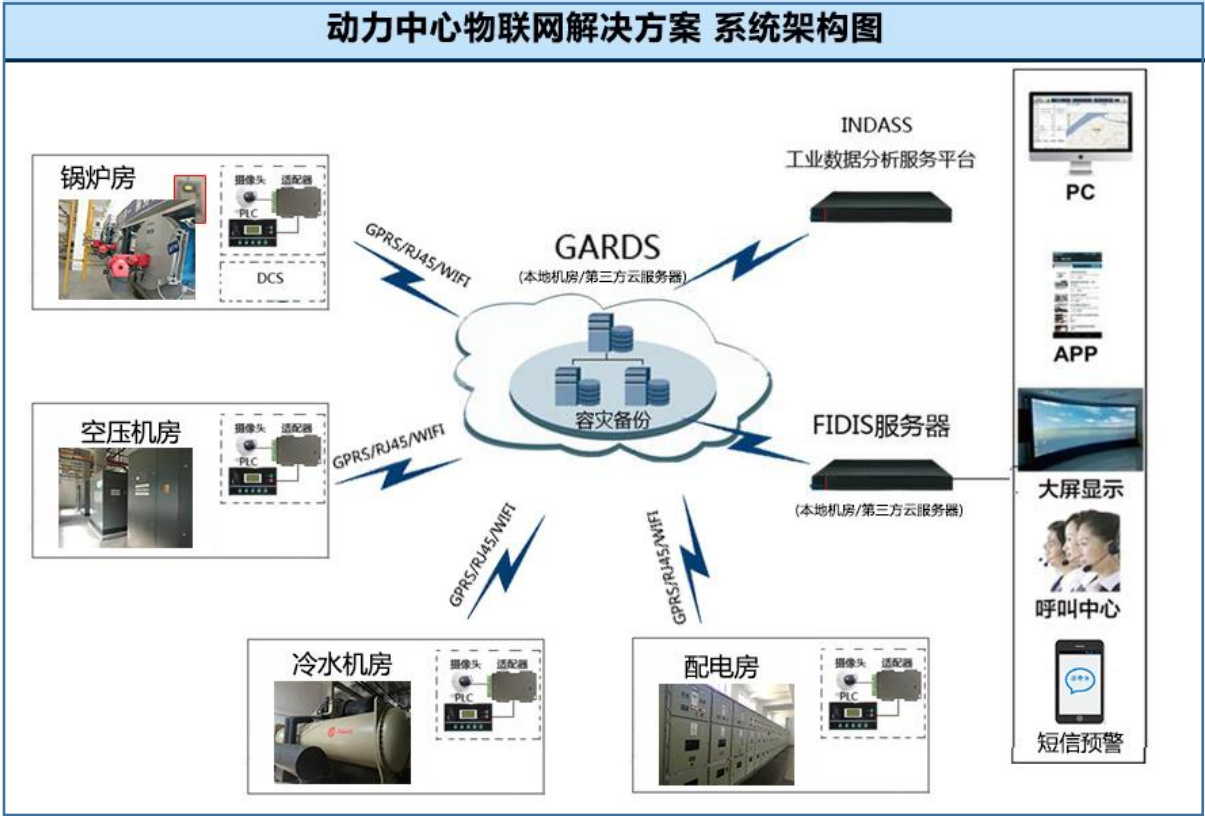 动力中心物联网解决方案 系统架构图
锅炉房
摄像头 适配器
PLC
DCS
GPRS/RJ45/WIFI
空压机房
摄像头 适配器
PLC
GPRS/RJ45/WIFI
GARDS
(本地机房/第三方云服务器)
容灾备份
INDASS
工业数据分析服务平台
FIDIS服务器
(本地机房/第三方云服务器)
GPRS/RJ45/WIFI
GPRS/RJ45/WIFI
冷水机房
摄像头 适配器
PLC
配电房
摄像头 适配器
PLC
PC
APP
大屏显示
呼叫中心
短信预警